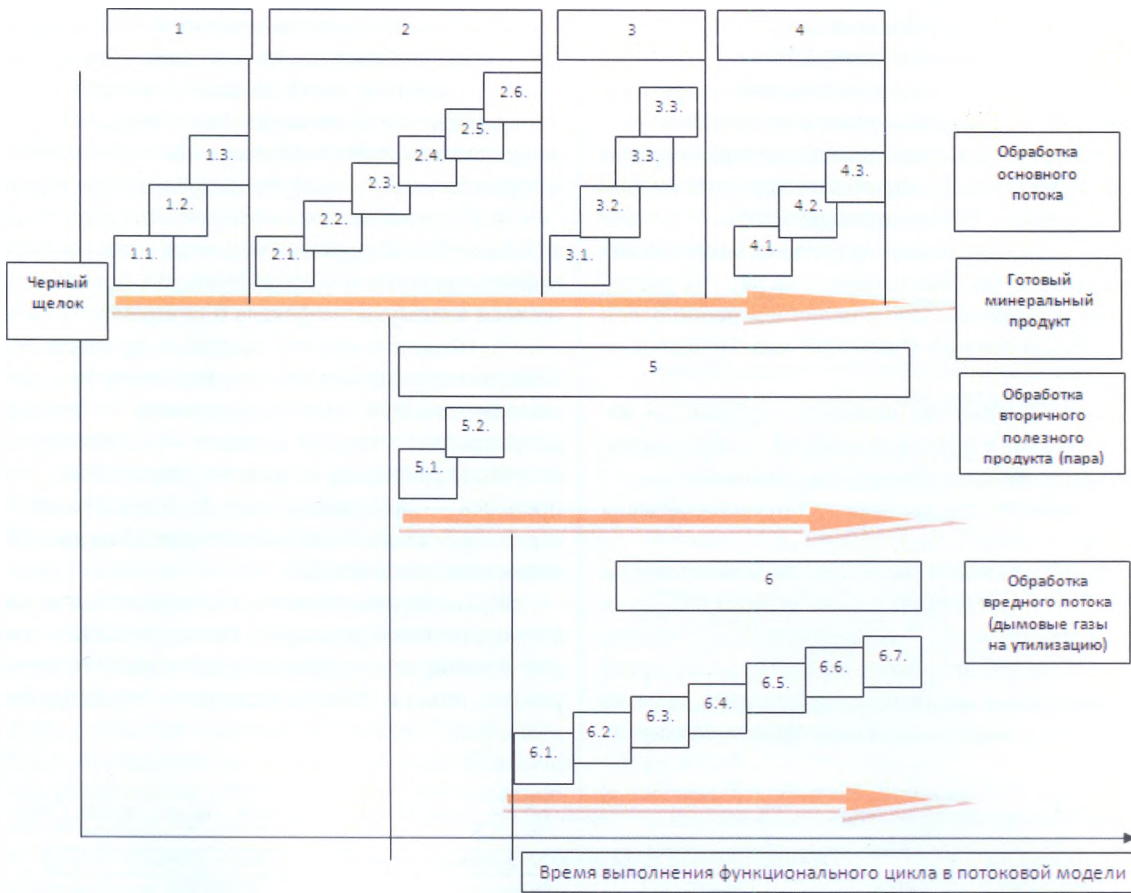 1
2
3
4
2.6.
3.3.
2.5.
1.3.
2.4.
3.3.
4.3.
2.3.
1.2.
2.2.
3.2.
4.2.
1.1.
2.1.
3.1.
4.1.
Обработка
основного
потока
Черный
щелок
Готовый
минеральный
продукт
5
5.2.
5.1.
Обработка
вторичного
полезного
продукта (пара)
6
Обработка
вредного потока
(дымовые газы
на утилизацию)
6.7.
6.6.
6.5.
6.4.
6.3.
6.2.
6.1.
Время выполнения функционального цикла в потоковой модели